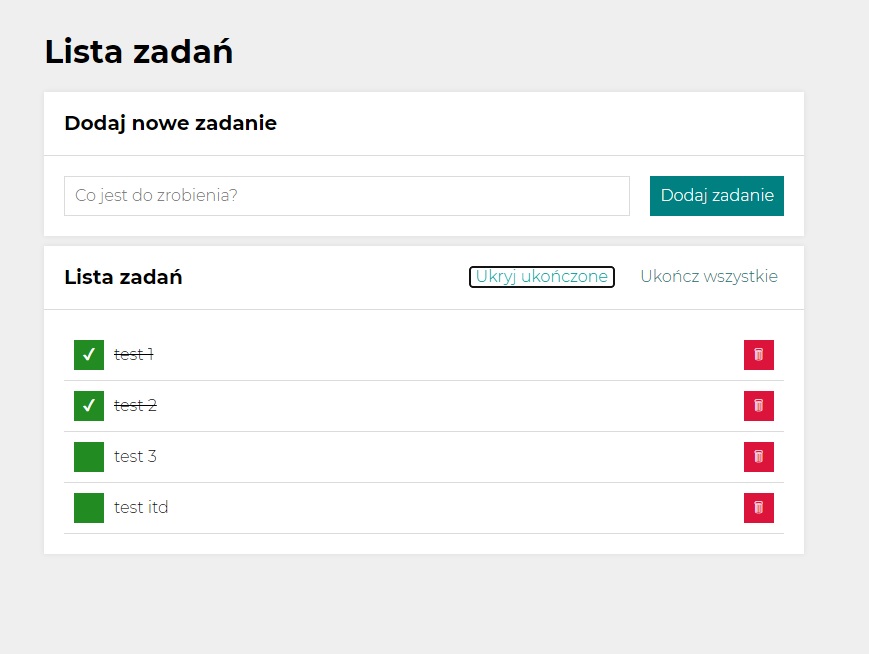 Lista zadań
Dodaj nowe zadanie
Co jest do zrobienia?
Dodaj zadanie
Lista zadań
Ukryj ukończone
Ukończ wszystkie
test 1
test 2
test 3
test itd